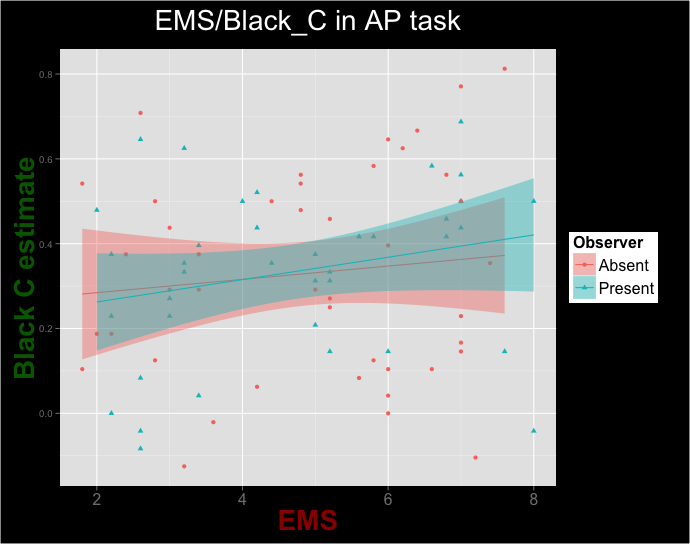 EMS/Black_C in AP task
Black C estimate
0.8
0.6
0.4
0.2
0.0
2 4 6 8
EMS
Observer
Absent
Present